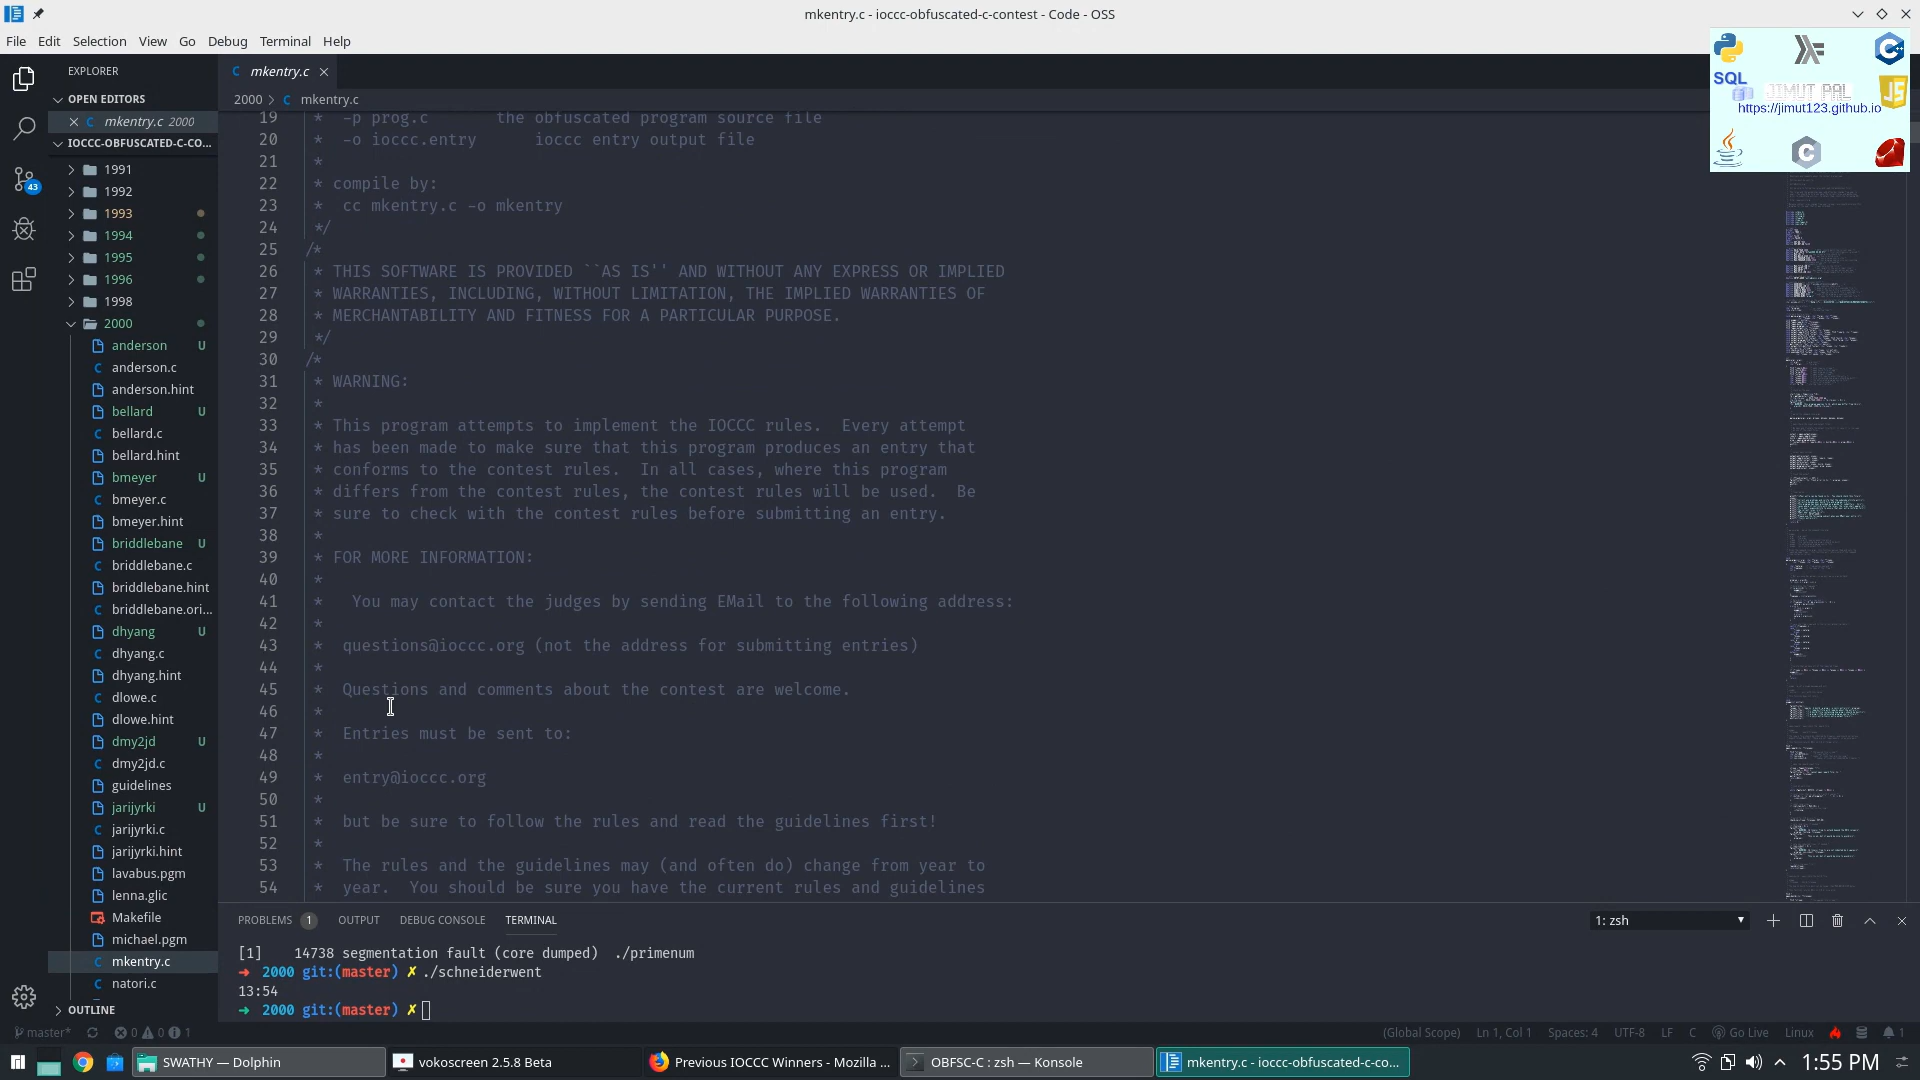 mkentry.c - ioccc-obfuscated-c-contest - Code - OSS
File Edit Selection View Go Debug Terminal Help
EXPLORER
OPEN EDITORS
mkentry.c 2000
IOCCC-OBFUSCATED-C-CO...
1991
1992
1993
1994
1995
1996
1998
2000
anderson U
anderson.c
anderson.hint
bellard U
bellard.c
bellard.hint
bmeyer U
bmeyer.c
bmeyer.hint
briddlebane U
briddlebane.c
briddlebane.hint
briddlebane.ori...
dhyang U
dhyang.c
dhyang.hint
dlowe.c
dlowe.hint
dmy2jd U
dmy2jd.c
guidelines
jarijyrki U
jarijyrki.c
jarijyrki.hint
lavabus.pgm
lenna.glic
Makefile
michael.pgm
mkentry.c
natori.c
OUTLINE
43
mkentry.c
2000 > mkentry.c
19 * -p prog.c the obfuscated program source file
20 * -o ioccc.entry ioccc entry output file
21 *
22 * compile by:
23 * cc mkentry.c -o mkentry
24 */
25 /*
26 * THIS SOFTWARE IS PROVIDED ``AS IS'' AND WITHOUT ANY EXPRESS OR IMPLIED
27 * WARRANTIES, INCLUDING, WITHOUT LIMITATION, THE IMPLIED WARRANTIES OF
28 * MERCHANTABILITY AND FITNESS FOR A PARTICULAR PURPOSE.
29 */
30 /*
31 * WARNING:
32 *
33 * This program attempts to implement the IOCCC rules.  Every attempt
34 * has been made to make sure that this program produces an entry that
35 * conforms to the contest rules.  In all cases, where this program
36 * differs from the contest rules, the contest rules will be used.  Be
37 * sure to check with the contest rules before submitting an entry.
38 *
39 * FOR MORE INFORMATION:
40 *
41 * You may contact the judges by sending EMail to the following address:
42 *
43 * questions@ioccc.org (not the address for submitting entries)
44 *
45 * Questions and comments about the contest are welcome.
46 *
47 * Entries must be sent to:
48 *
49 * entry@ioccc.org
50 *
51 * but be sure to follow the rules and read the guidelines first!
52 *
53 * The rules and the guidelines may (and often do) change from year to
54 * year.  You should be sure you have the current rules and guidelines
SQL
JIMUT PAL
https://jimut123.github.io
JS
C++
C
PROBLEMS 1 OUTPUT DEBUG CONSOLE TERMINAL
1: zsh
[1] 14738 segmentation fault (core dumped) ./primenum
➜ 2000 git:(master) ✗ ./schneiderwent
13:54
➜ 2000 git:(master) ✗
master* 0 0 1
(Global Scope) Ln 1, Col 1 Spaces: 4 UTF-8 LF C Go Live Linux 1
SWATHY — Dolphin
vokoscreen 2.5.8 Beta
Previous IOCCC Winners - Mozilla ...
OBFSC-C : zsh — Konsole
mkentry.c - ioccc-obfuscated-c-co...
1:55 PM